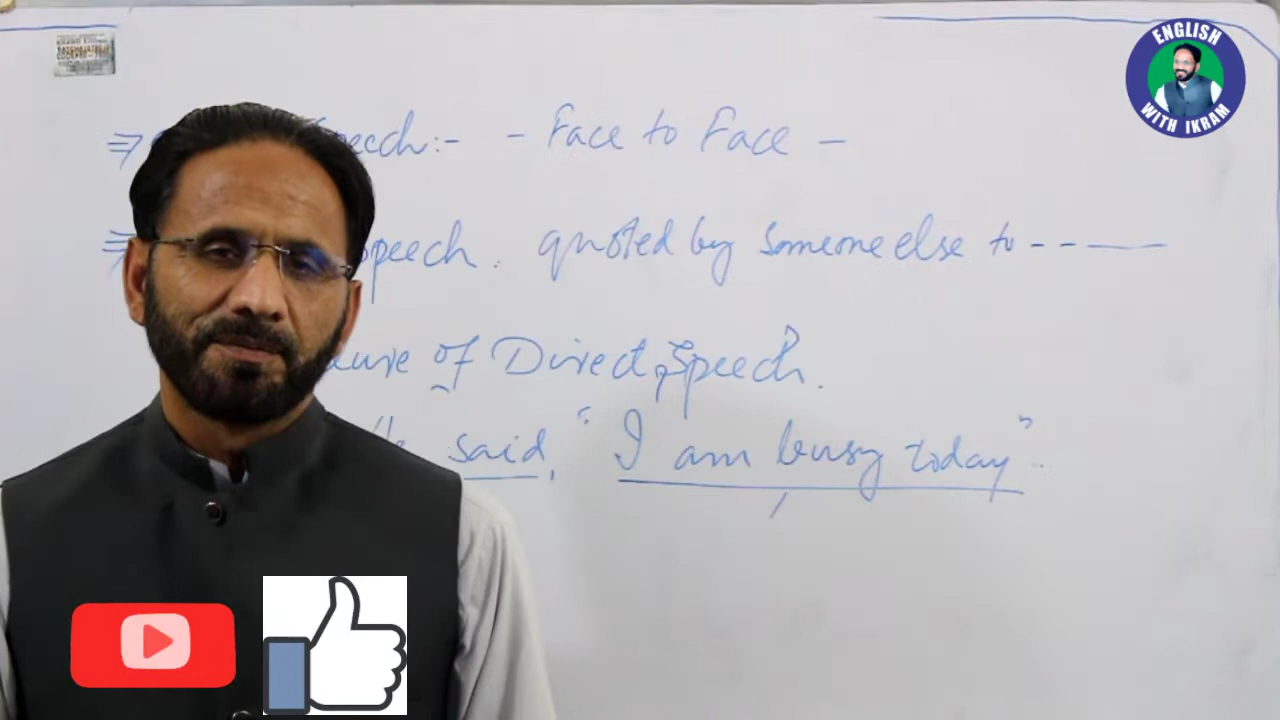 ENGLISH
WITH IKRAM
Speech:- - Face to Face -
Speech. quoted by someone else to -- ——
of Direct Speech.
said, "I am busy today".